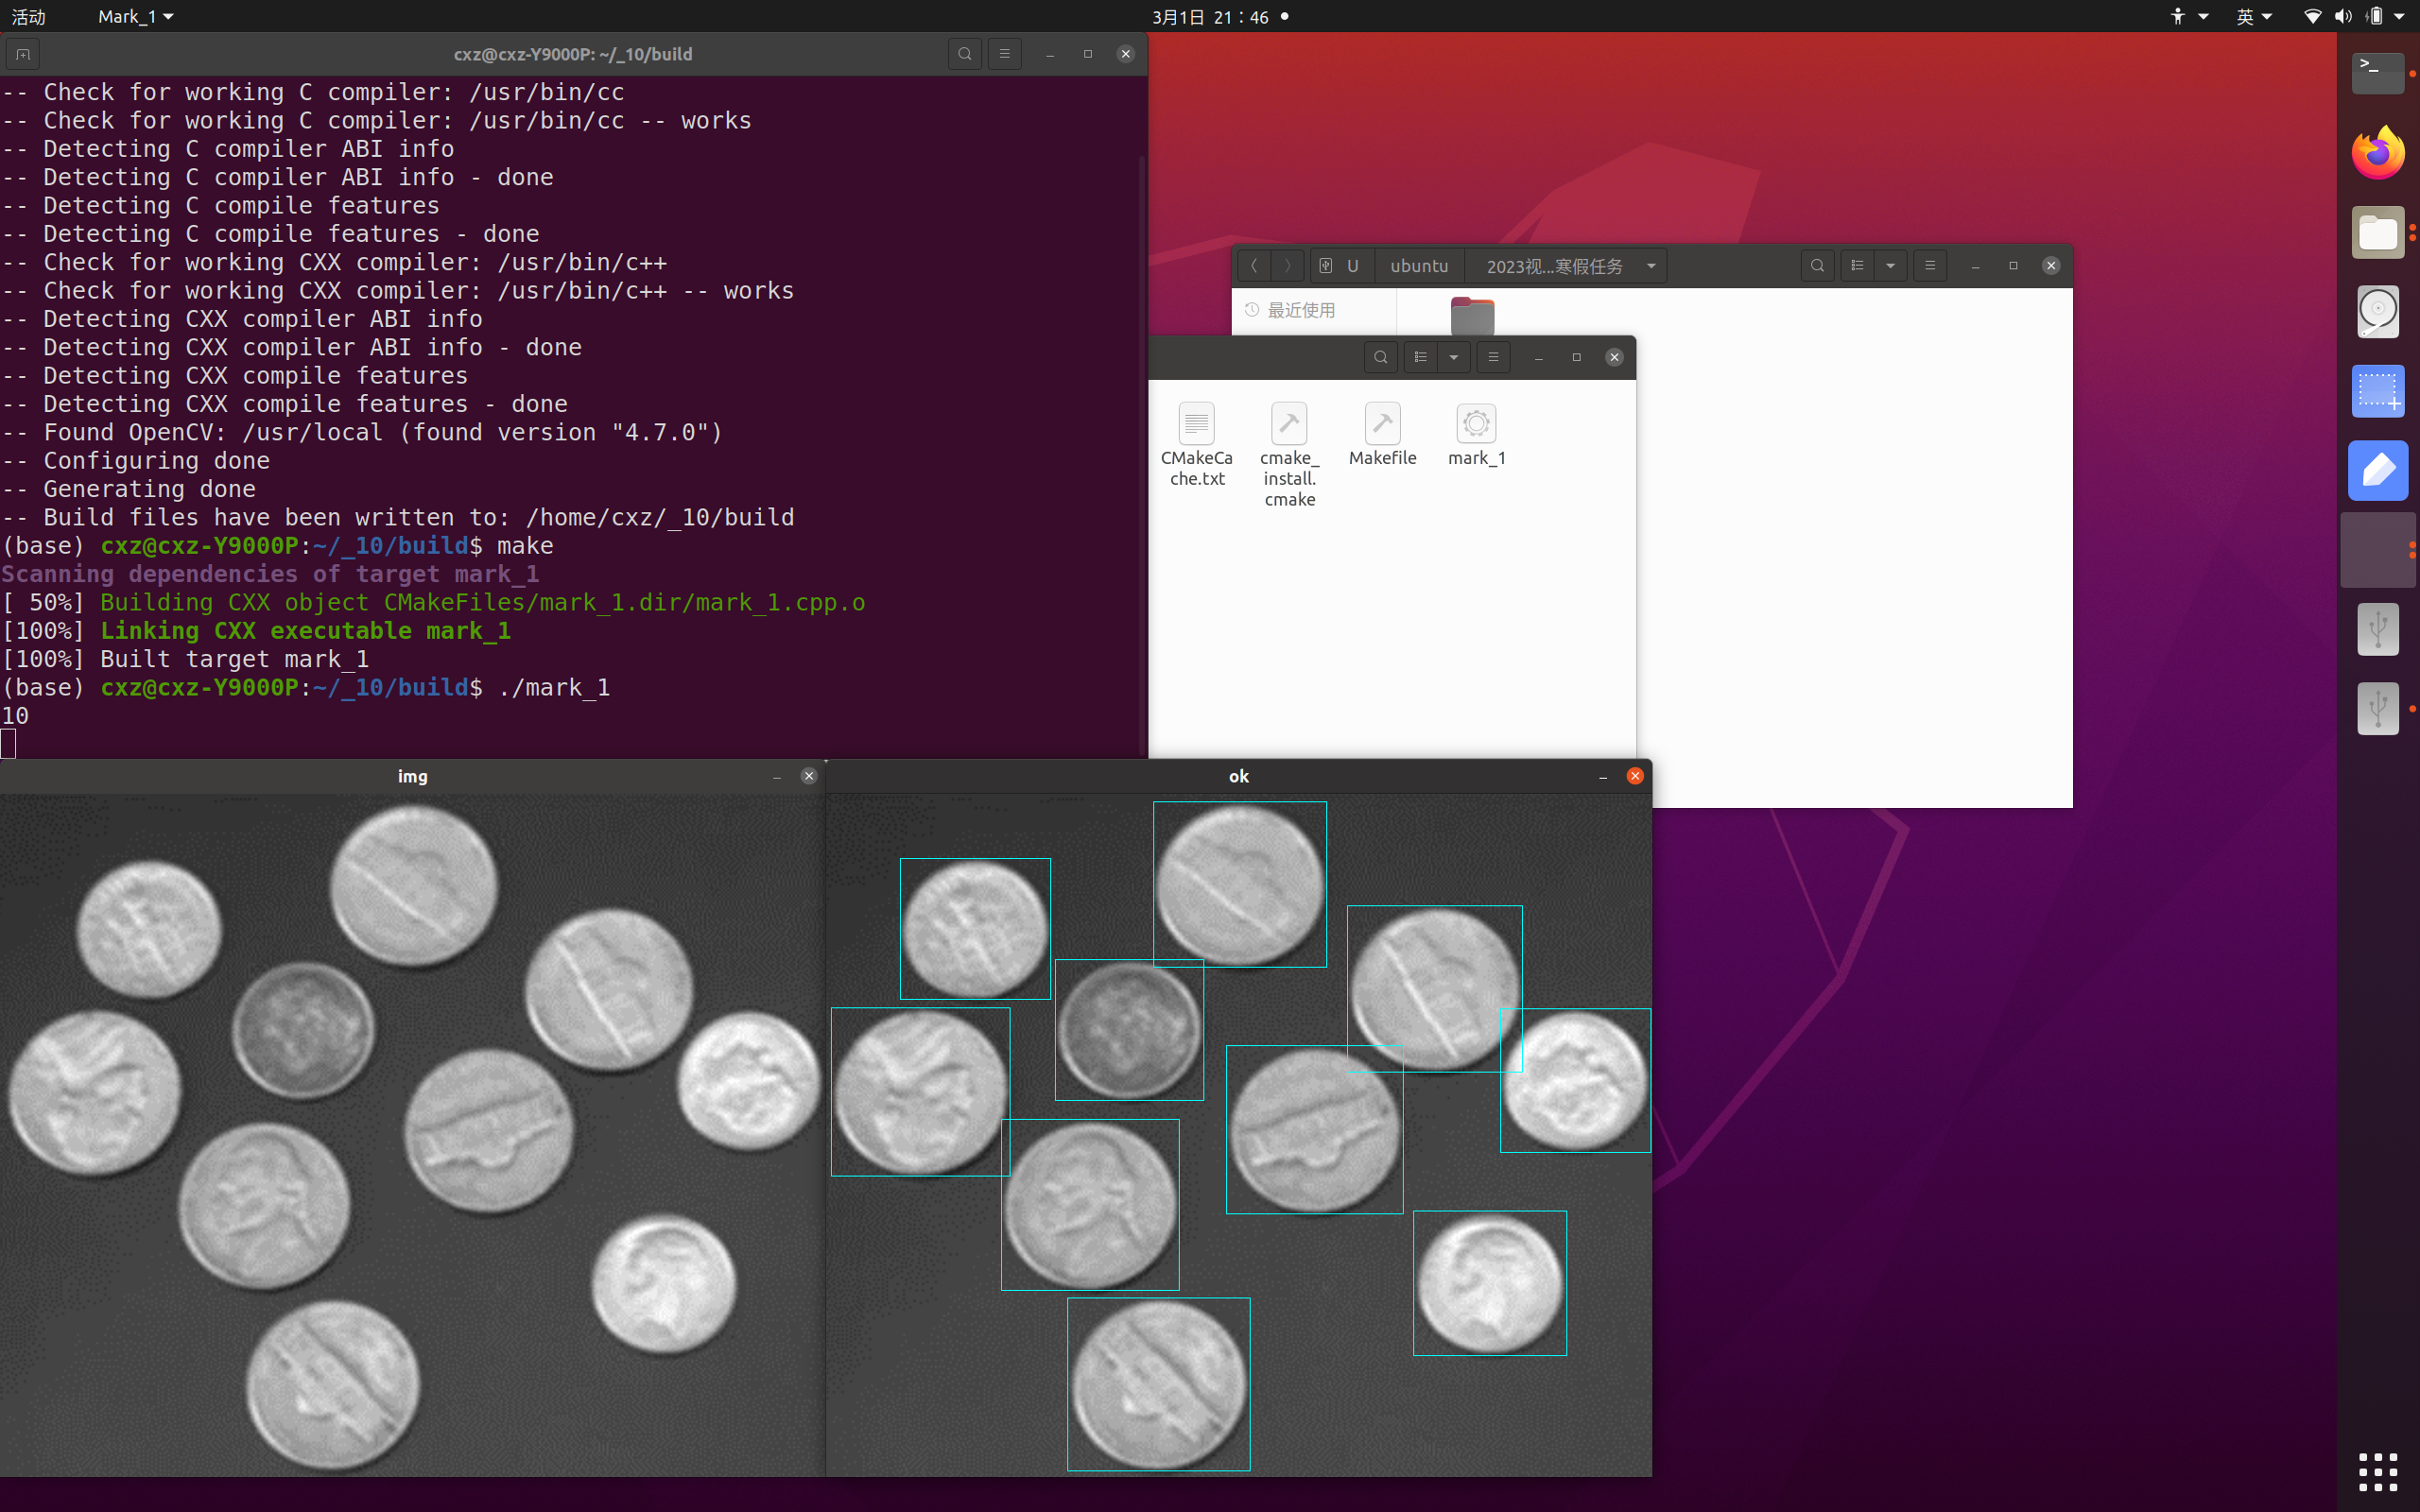 活动
Mark_1
3月1日 21：46
英
cxz@cxz-Y9000P: ~/_10/build
-- Check for working C compiler: /usr/bin/cc
-- Check for working C compiler: /usr/bin/cc -- works
-- Detecting C compiler ABI info
-- Detecting C compiler ABI info - done
-- Detecting C compile features
-- Detecting C compile features - done
-- Check for working CXX compiler: /usr/bin/c++
-- Check for working CXX compiler: /usr/bin/c++ -- works
-- Detecting CXX compiler ABI info
-- Detecting CXX compiler ABI info - done
-- Detecting CXX compile features
-- Detecting CXX compile features - done
-- Found OpenCV: /usr/local (found version "4.7.0")
-- Configuring done
-- Generating done
-- Build files have been written to: /home/cxz/_10/build
(base) cxz@cxz-Y9000P:~/_10/build$ make
Scanning dependencies of target mark_1
[ 50%] Building CXX object CMakeFiles/mark_1.dir/mark_1.cpp.o
[100%] Linking CXX executable mark_1
[100%] Built target mark_1
(base) cxz@cxz-Y9000P:~/_10/build$ ./mark_1
10
U
ubuntu
2023视...寒假任务
最近使用
CMakeCa
che.txt
cmake_
install.
cmake
Makefile
mark_1
img
ok
>_